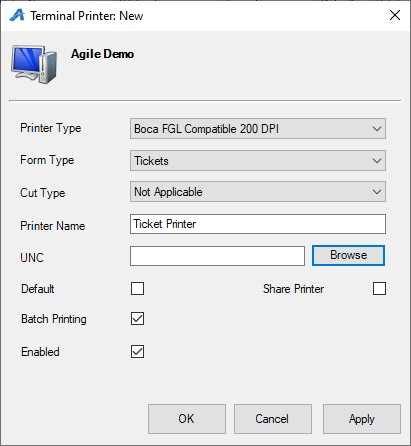 Terminal Printer: New
Agile Demo
Printer Type Boca FGL Compatible 200 DPI
Form Type Tickets
Cut Type Not Applicable
Printer Name Ticket Printer
UNC Browse
Default Share Printer
Batch Printing
Enabled
OK Cancel Apply